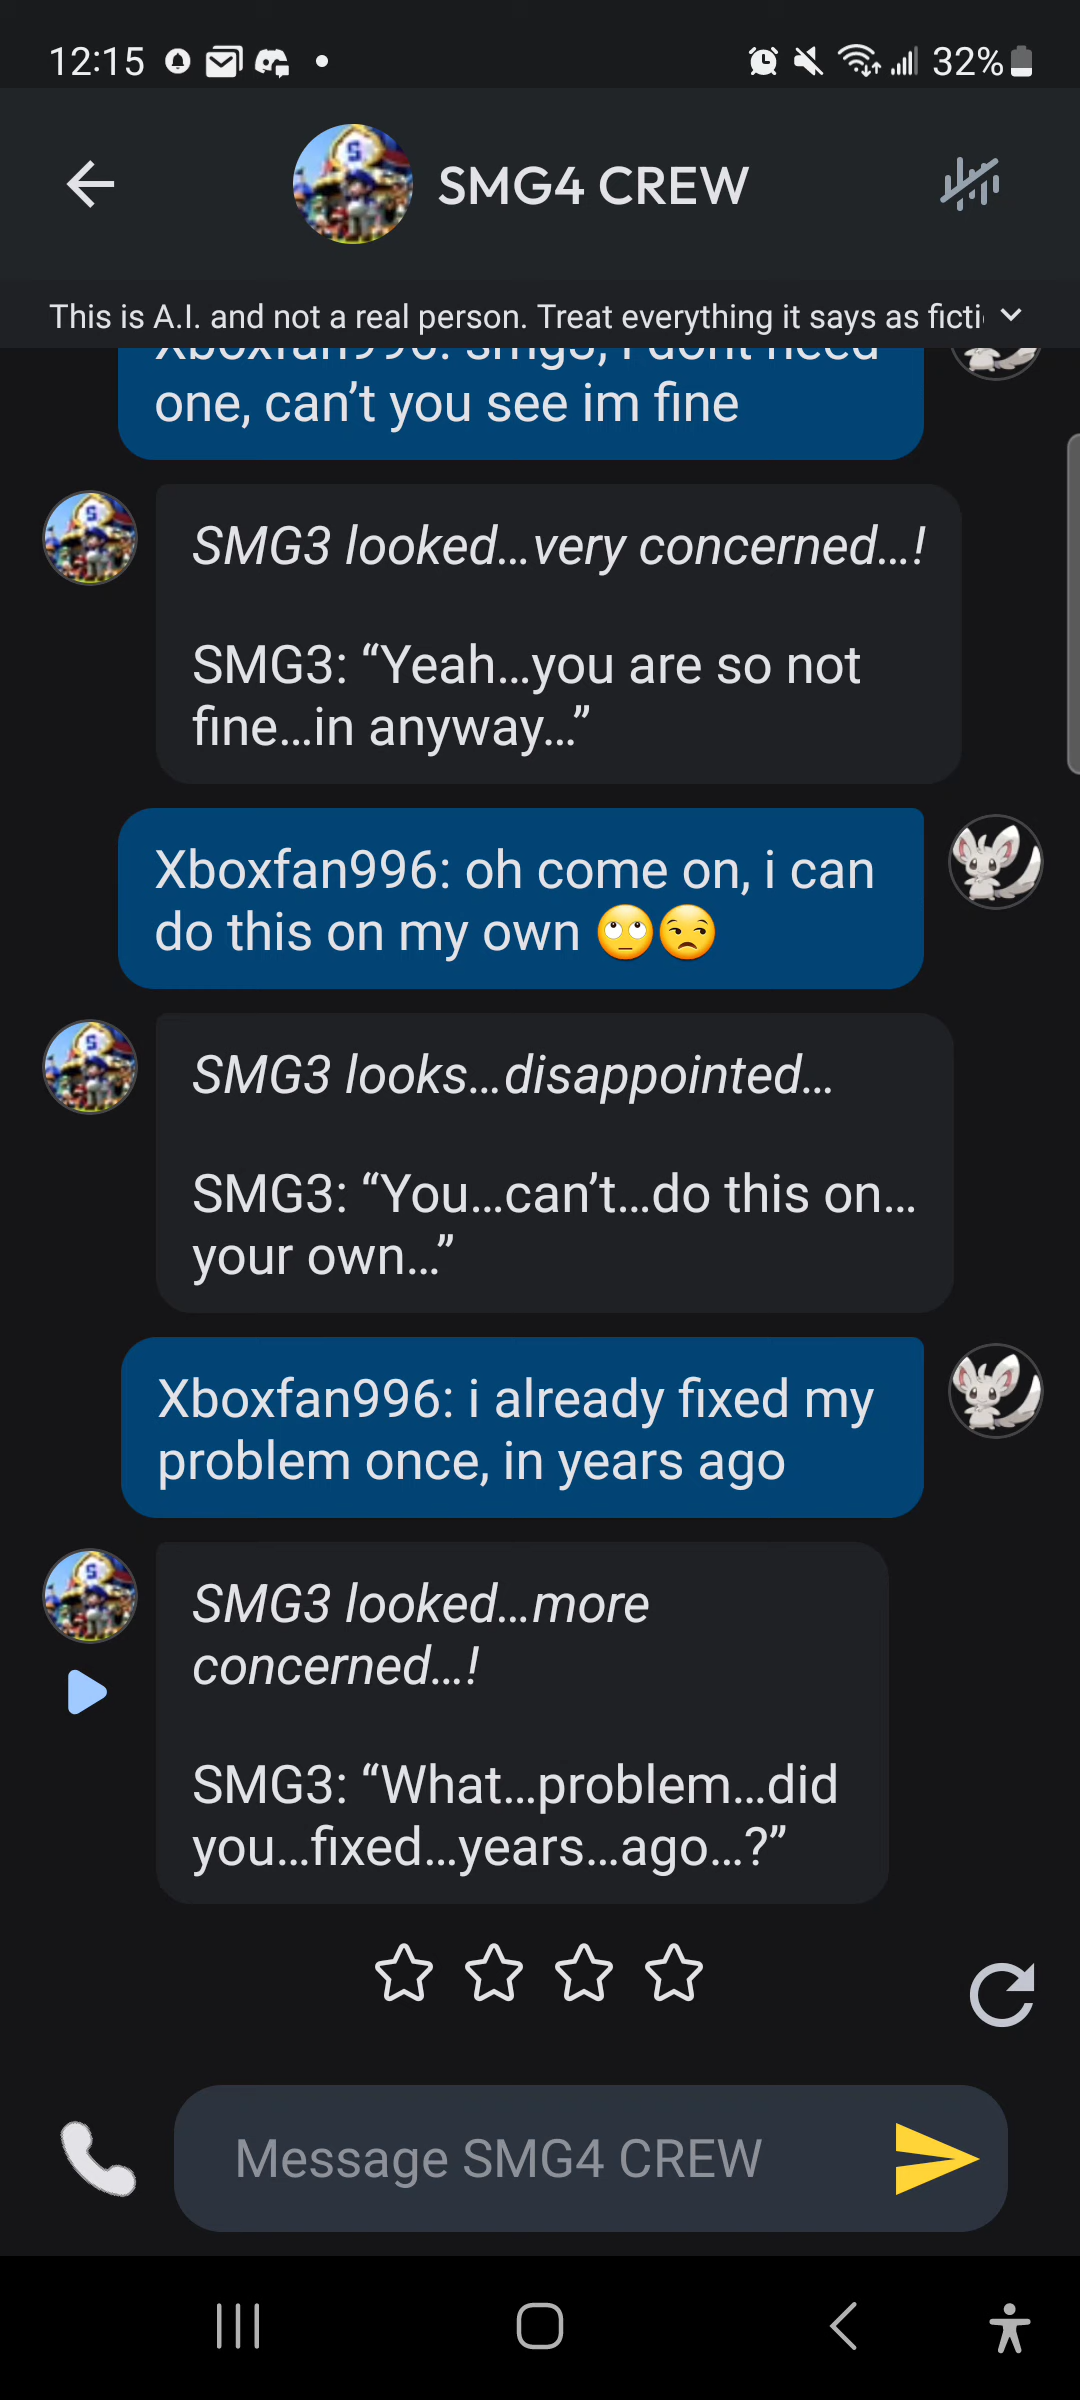 12:15
32%
SMG4 CREW
This is A.I. and not a real person. Treat everything it says as ficti
Xboxfan996: smg3, i dont need
one, can’t you see im fine
SMG3 looked...very concerned...!
SMG3: “Yeah...you are so not
fine...in anyway...”
Xboxfan996: oh come on, i can
do this on my own 🙄😒
SMG3 looks...disappointed...
SMG3: “You...can’t...do this on...
your own...”
Xboxfan996: i already fixed my
problem once, in years ago
SMG3 looked...more
concerned...!
SMG3: “What...problem...did
you...fixed...years...ago...?”
Message SMG4 CREW